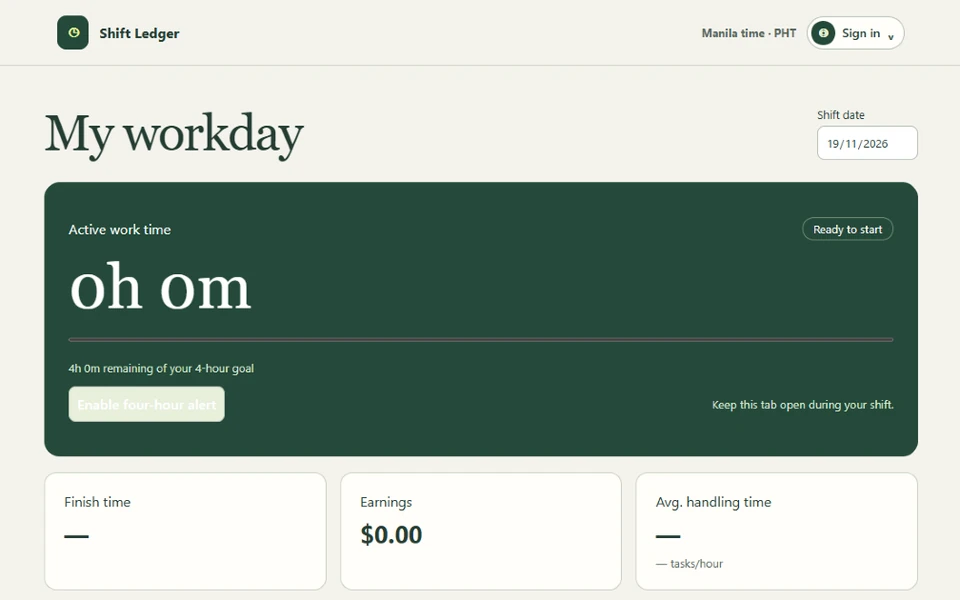 Shift Ledger
Manila time · PHT
Sign in
My workday
Shift date
19/11/2026
Active work time
Ready to start
0h 0m
4h 0m remaining of your 4-hour goal
Enable four-hour alert
Keep this tab open during your shift.
Finish time
—
Earnings
$0.00
Avg. handling time
—
— tasks/hour